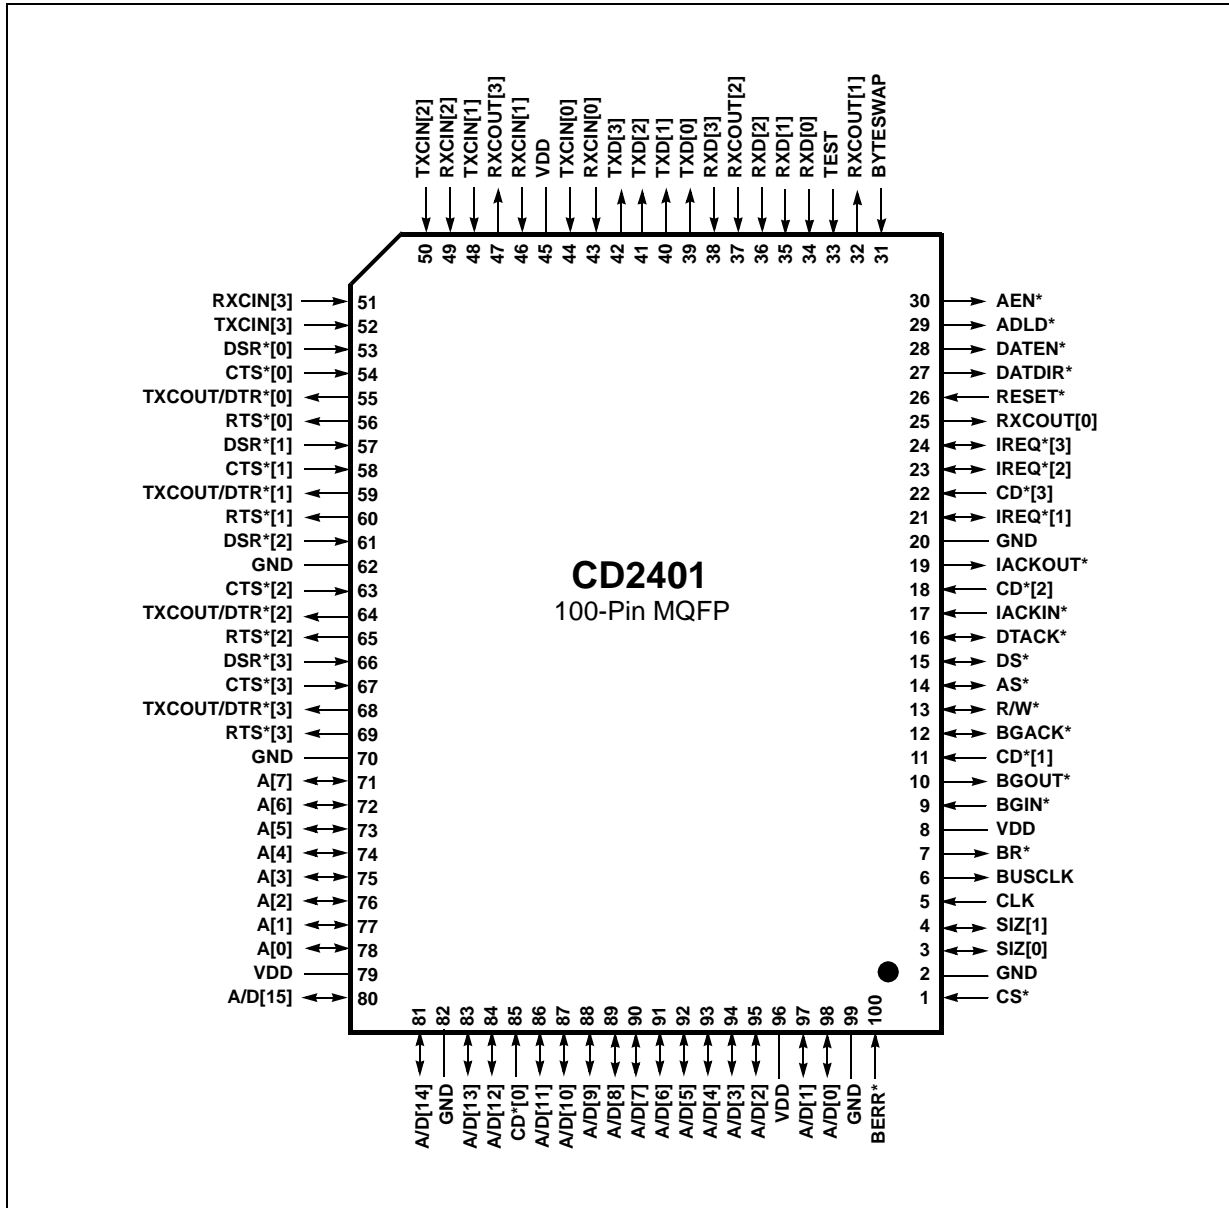 TXCIN[2]
RXCIN[2]
TXCIN[1]
RXCOUT[3]
RXCIN[1]
VDD
TXCIN[0]
RXCIN[0]
TXD[3]
TXD[2]
TXD[1]
TXD[0]
RXD[3]
RXCOUT[2]
RXD[2]
RXD[1]
RXD[0]
TEST
RXCOUT[1]
BYTESWAP
50 49 48 47 46 45 44 43 42 41 40 39 38 37 36 35 34 33 32 31
RXCIN[3] 51
TXCIN[3] 52
DSR*[0] 53
CTS*[0] 54
TXCOUT/DTR*[0] 55
RTS*[0] 56
DSR*[1] 57
CTS*[1] 58
TXCOUT/DTR*[1] 59
RTS*[1] 60
DSR*[2] 61
GND 62
CTS*[2] 63
TXCOUT/DTR*[2] 64
RTS*[2] 65
DSR*[3] 66
CTS*[3] 67
TXCOUT/DTR*[3] 68
RTS*[3] 69
GND 70
A[7] 71
A[6] 72
A[5] 73
A[4] 74
A[3] 75
A[2] 76
A[1] 77
A[0] 78
VDD 79
A/D[15] 80
CD2401
100-Pin MQFP
30 AEN*
29 ADLD*
28 DATEN*
27 DATDIR*
26 RESET*
25 RXCOUT[0]
24 IREQ*[3]
23 IREQ*[2]
22 CD*[3]
21 IREQ*[1]
20 GND
19 IACKOUT*
18 CD*[2]
17 IACKIN*
16 DTACK*
15 DS*
14 AS*
13 R/W*
12 BGACK*
11 CD*[1]
10 BGOUT*
9 BGIN*
8 VDD
7 BR*
6 BUSCLK
5 CLK
4 SIZ[1]
3 SIZ[0]
2 GND
1 CS*
81 82 83 84 85 86 87 88 89 90 91 92 93 94 95 96 97 98 99 100
A/D[14]
GND
A/D[13]
A/D[12]
CD*[0]
A/D[11]
A/D[10]
A/D[9]
A/D[8]
A/D[7]
A/D[6]
A/D[5]
A/D[4]
A/D[3]
A/D[2]
VDD
A/D[1]
A/D[0]
GND
BERR*